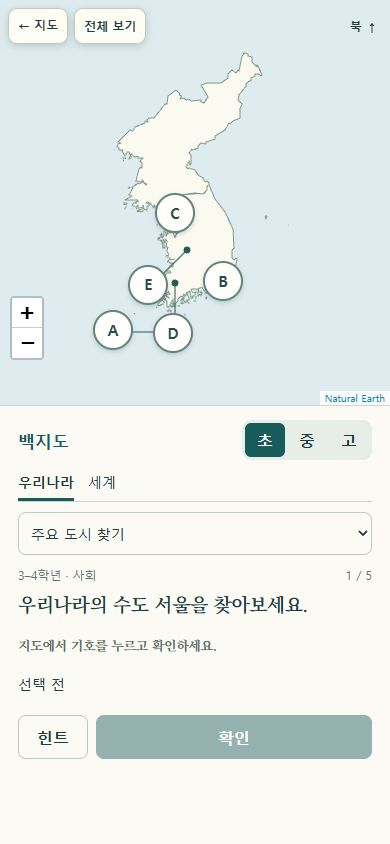 ← 지도 전체 보기 북 ↑
C
E B
A D
+
−
Natural Earth
백지도 초 중 고
우리나라 세계
주요 도시 찾기
3–4학년 · 사회 1 / 5
우리나라의 수도 서울을 찾아보세요.
지도에서 기호를 누르고 확인하세요.
선택 전
힌트 확인